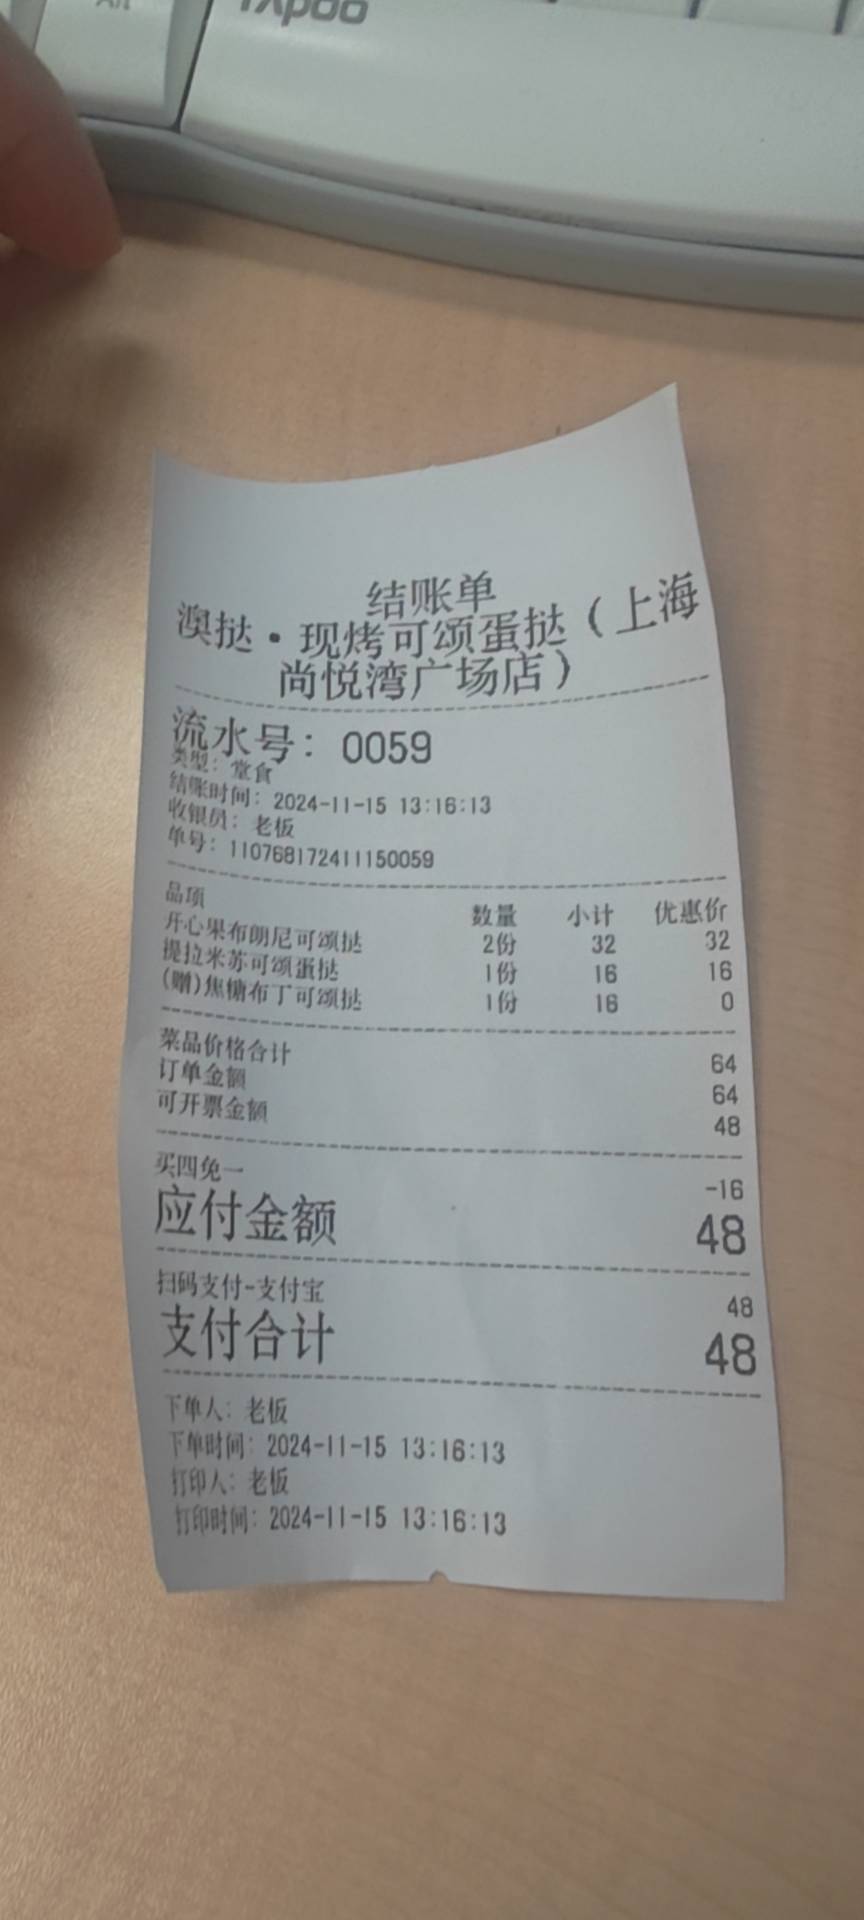 结账单
澳挞·现烤可颂蛋挞（上海
尚悦湾广场店）
流水号：0059
类型：堂食
结账时间：2024-11-15 13:16:13
收银员：老板
单号：110768172411150059
品项 数量 小计 优惠价
开心果布朗尼可颂挞 2份 32 32
提拉米苏可颂蛋挞 1份 16 16
(赠)焦糖布丁可颂挞 1份 16 0
菜品价格合计 64
订单金额 64
可开票金额 48
买四免一 -16
应付金额 48
扫码支付-支付宝 48
支付合计 48
下单人：老板
下单时间：2024-11-15 13:16:13
打印人：老板
打印时间：2024-11-15 13:16:13